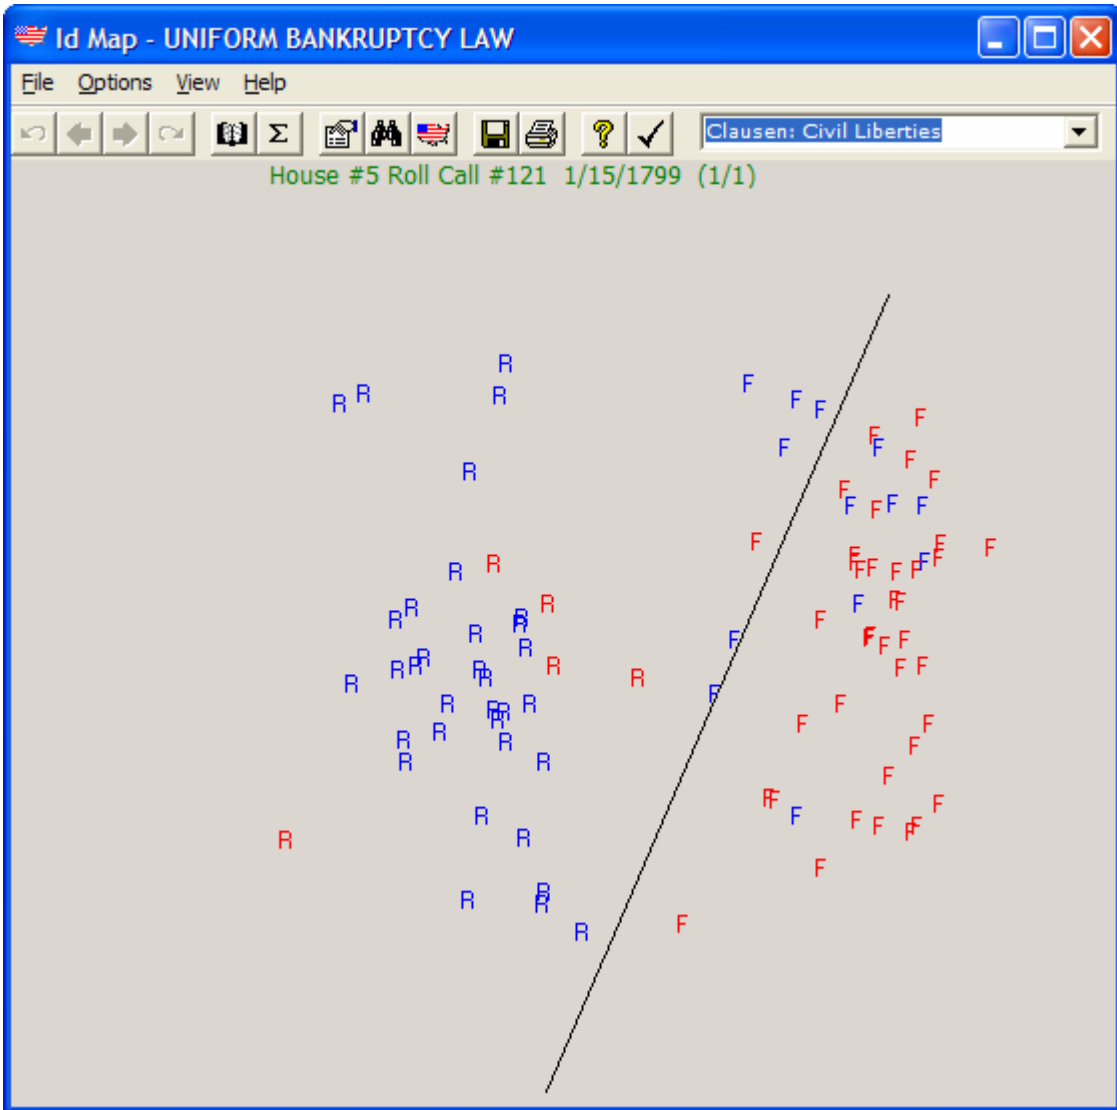 Id Map - UNIFORM BANKRUPTCY LAW
File Options View Help
Σ ? Clausen: Civil Liberties
House #5 Roll Call #121 1/15/1799 (1/1)
R
R R R F F F
F
F F F F
R F F
F F F F
F F F
R R F F F F F F F F
R R R R R F F F F
R R F F F F F
R R R R R R R R F F F
R R R R R F F F
R R R F
R R F
R F F F F F F F F
R R
F
R R R
R F